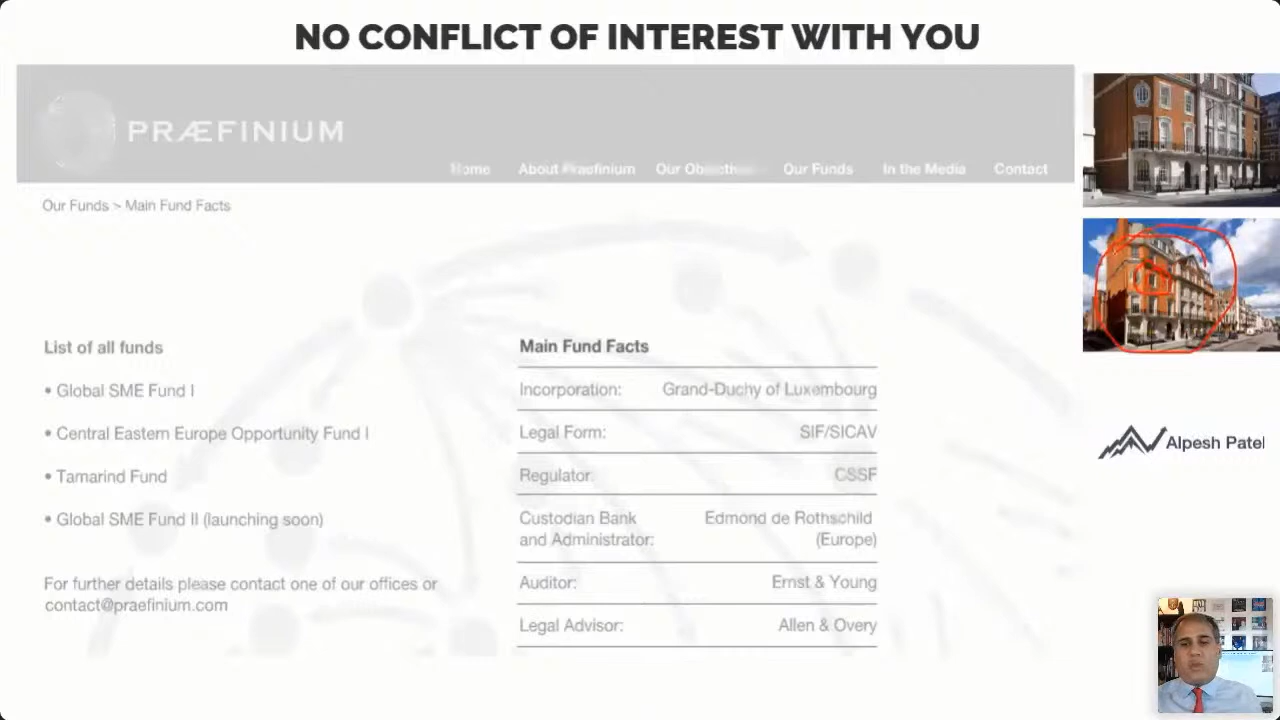 NO CONFLICT OF INTEREST WITH YOU
PRÆFINIUM
Home About Praefinium Our Our Funds In the Media Contact
Our Funds > Main Fund Facts
List of all funds
• Global SME Fund I
• Central Eastern Europe Opportunity Fund I
• Tamarind Fund
• Global SME Fund II (launching soon)
For further details please contact one of our offices or
contact@praefinium.com
Main Fund Facts
Incorporation: Grand-Duchy of Luxembourg
Legal Form: SIF/SICAV
Regulator: CSSF
Custodian Bank Edmond de Rothschild
and Administrator: (Europe)
Auditor: Ernst & Young
Legal Advisor: Allen & Overy
Alpesh Patel